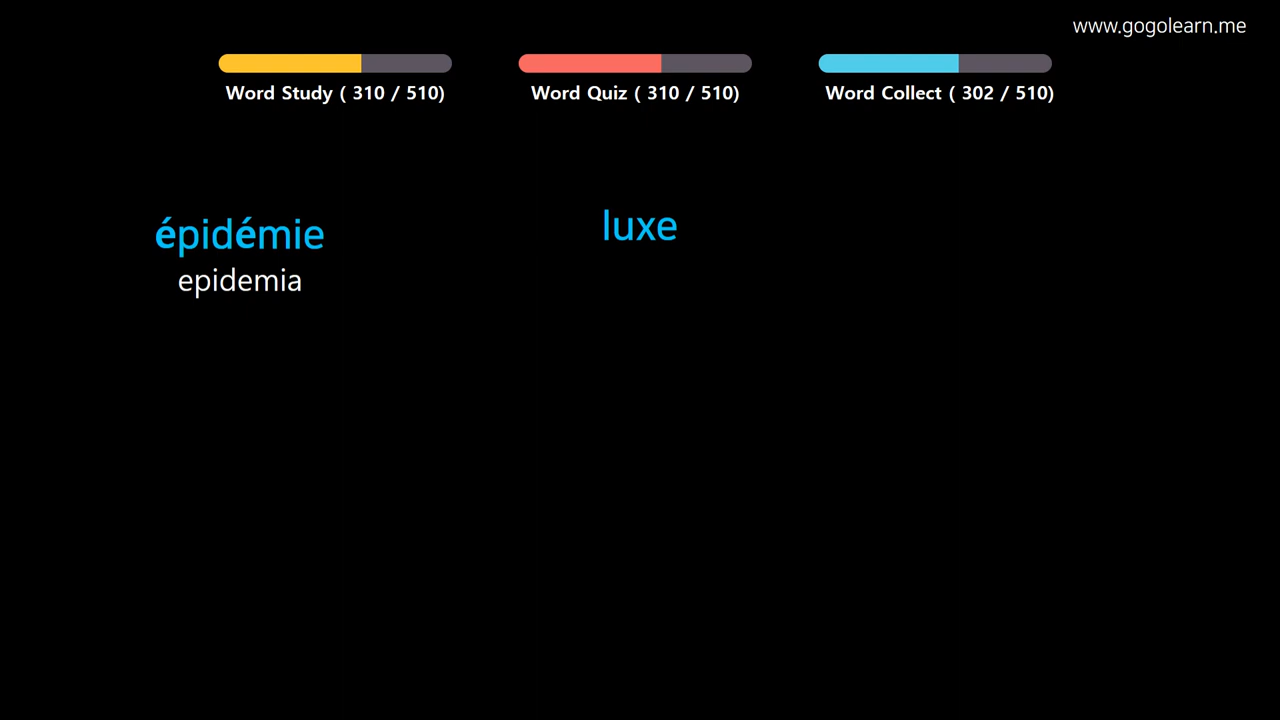 www.gogolearn.me
Word Study ( 310 / 510)
Word Quiz ( 310 / 510)
Word Collect ( 302 / 510)
épidémie
epidemia
luxe